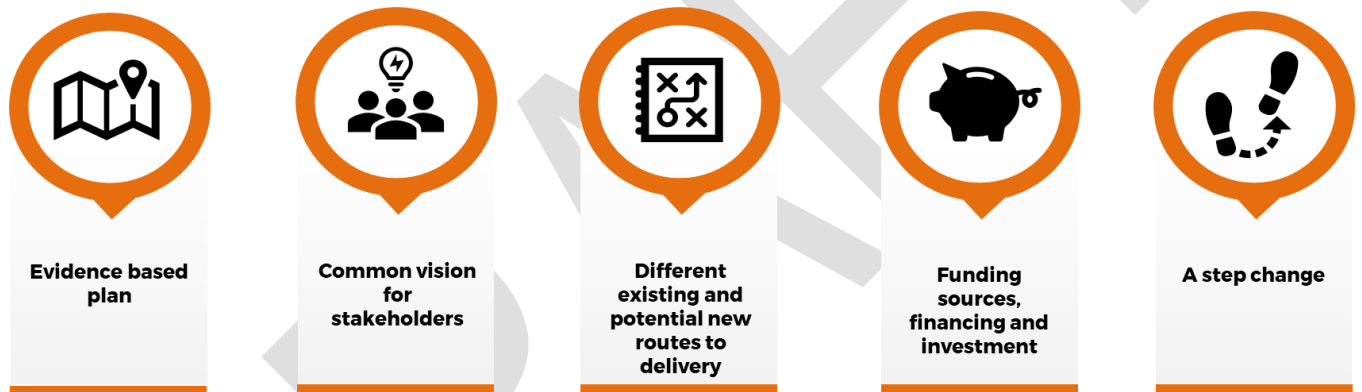 Evidence based
plan
Common vision
for
stakeholders
Different
existing and
potential new
routes to
delivery
Funding
sources,
financing and
investment
A step change